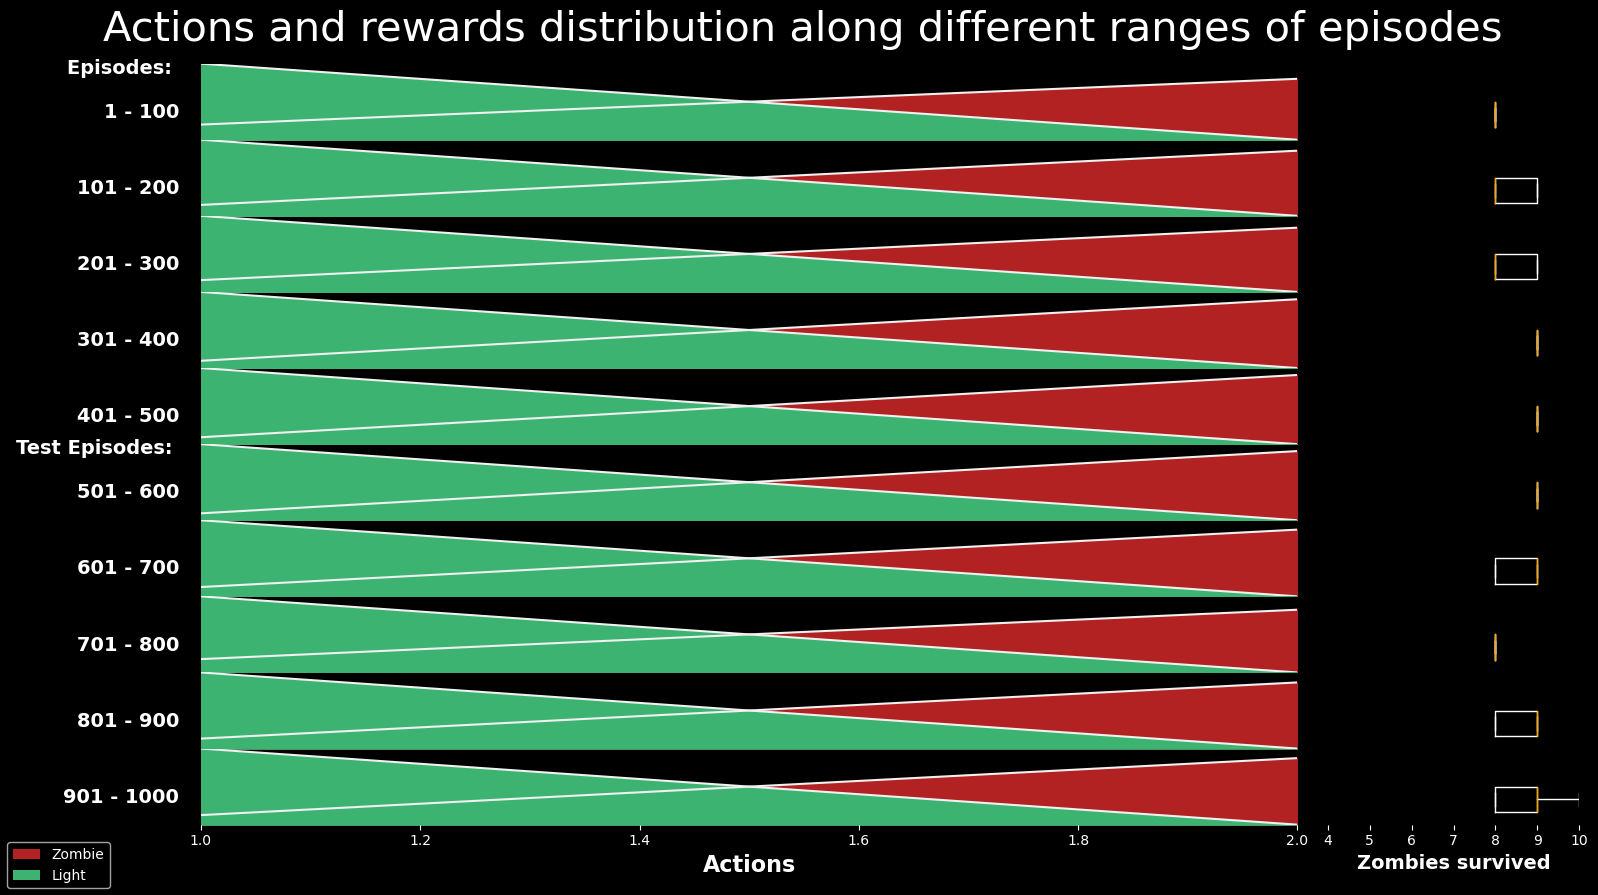 Actions and rewards distribution along different ranges of episodes
Episodes:
1 - 100
101 - 200
201 - 300
301 - 400
401 - 500
Test Episodes:
501 - 600
601 - 700
701 - 800
801 - 900
901 - 1000
1.0 1.2 1.4 1.6 1.8 2.0 4 5 6 7 8 9 10
Actions
Zombies survived
Zombie
Light